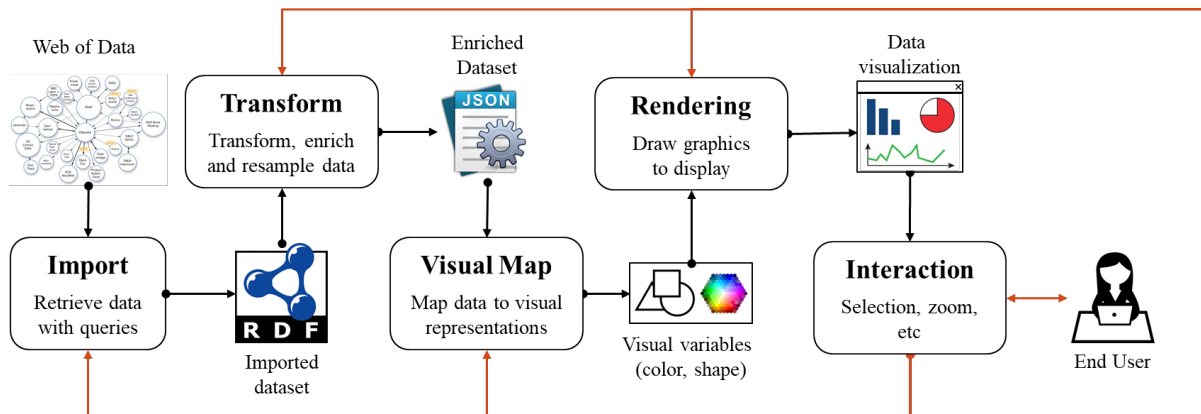 Web of Data
Transform
Transform, enrich
and resample data
Enriched
Dataset
JSON
Rendering
Draw graphics
to display
Data
visualization
X
Import
Retrieve data
with queries
RDF
Imported
dataset
Visual Map
Map data to visual
representations
Visual variables
(color, shape)
Interaction
Selection, zoom,
etc
End User